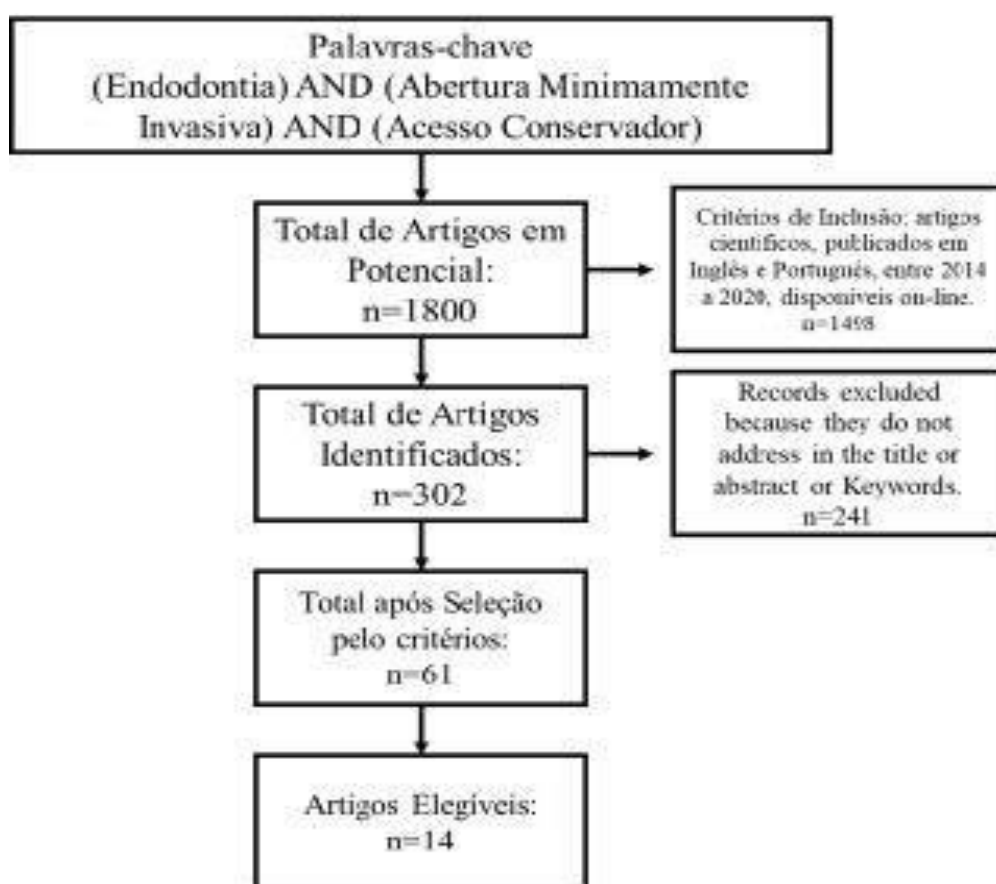 Palavras-chave
(Endodontia) AND (Abertura Minimamente
Invasiva) AND (Acesso Conservador)
Total de Artigos em
Potencial:
n=1800
Critérios de Inclusão: artigos
científicos, publicados em
Inglês e Português, entre 2014
a 2020, disponíveis on-line.
n=1498
Total de Artigos
Identificados:
n=302
Records excluded
because they do not
address in the title or
abstract or Keywords.
n=241
Total após Seleção
pelo critérios:
n=61
Artigos Elegíveis:
n=14